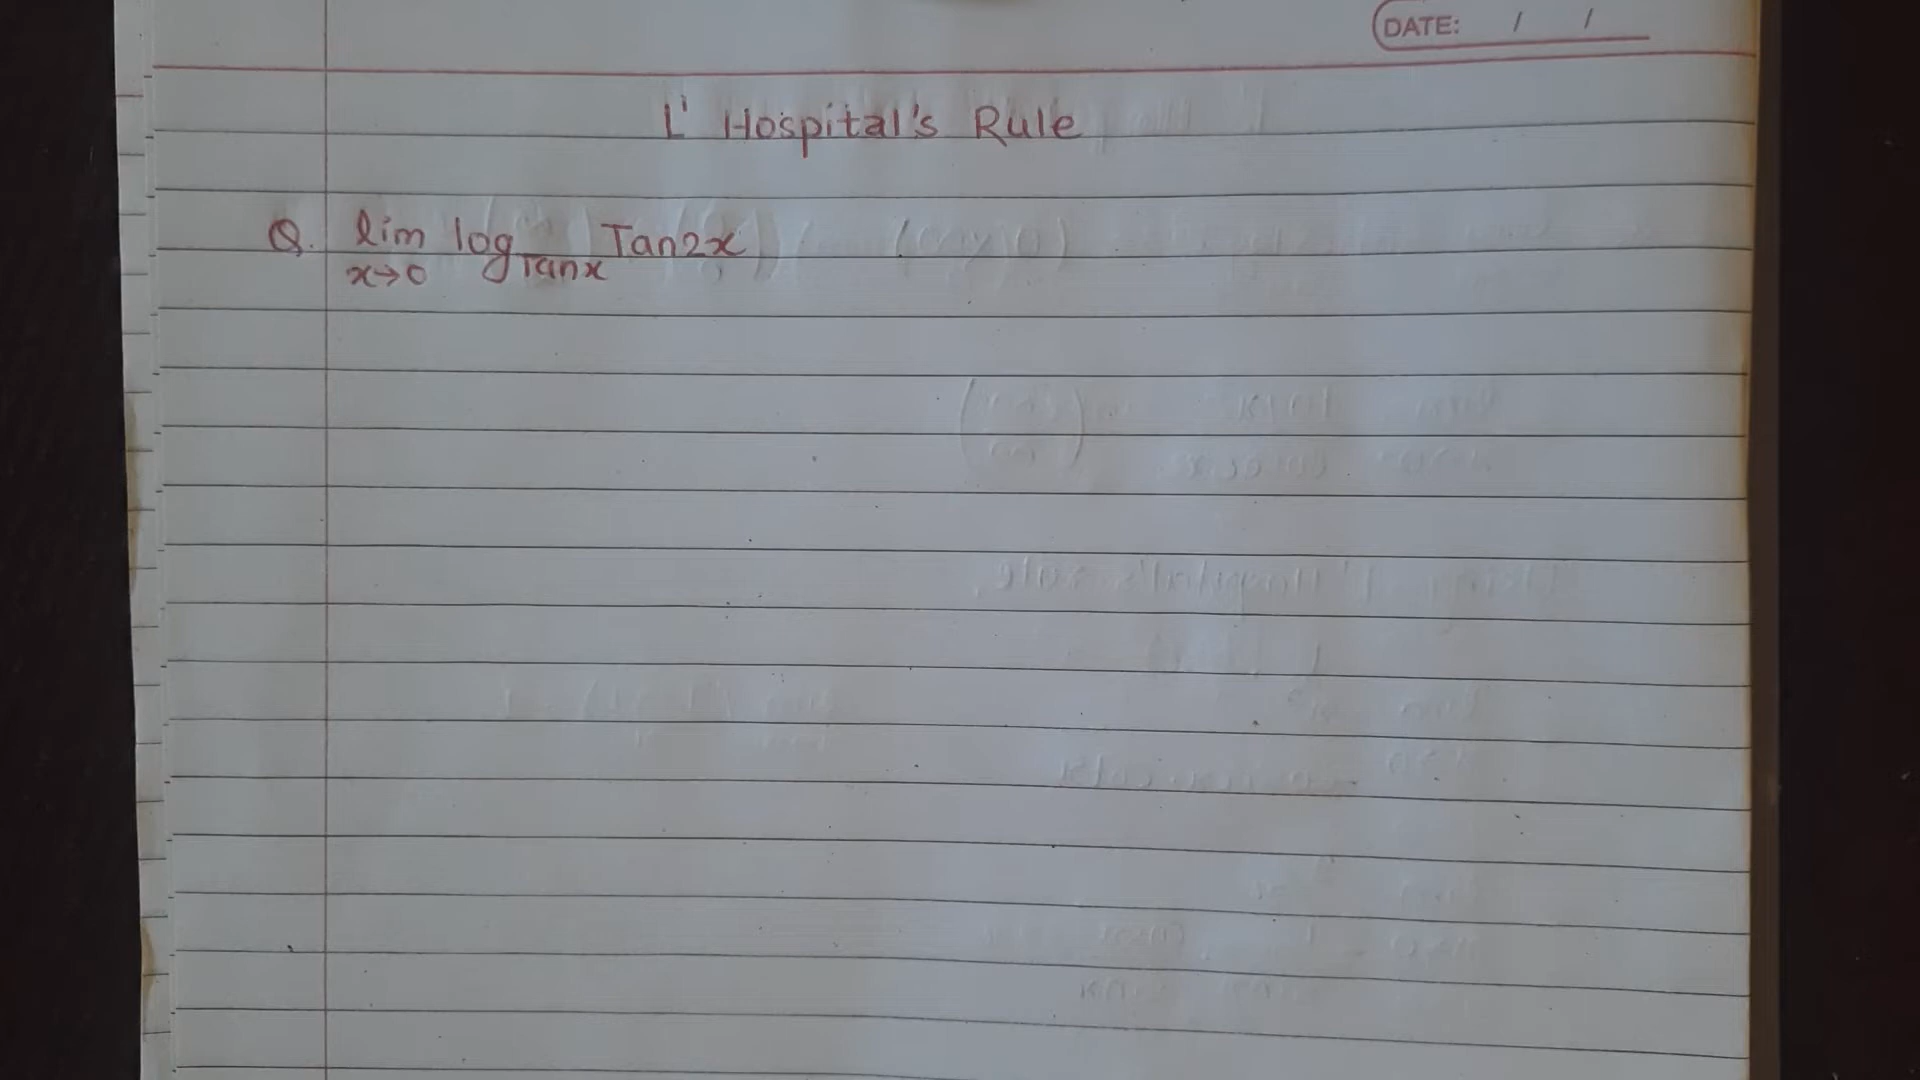 DATE: / /
L' Hospital's Rule
Q. lim x→0 log Tanx Tan2x